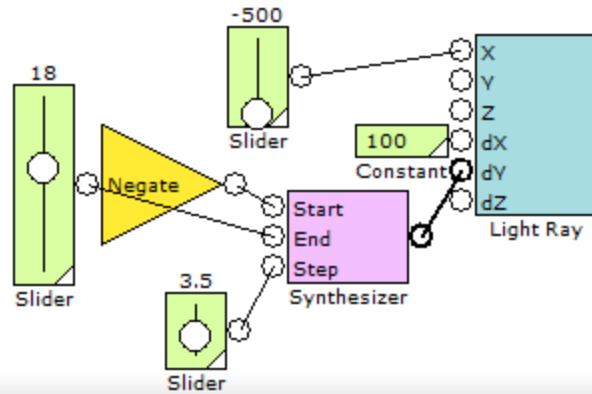 -500
Slider
18
Negate
Slider
3.5
Slider
100
Constant
Start
End
Step
Synthesizer
X
Y
Z
dX
dY
dZ
Light Ray